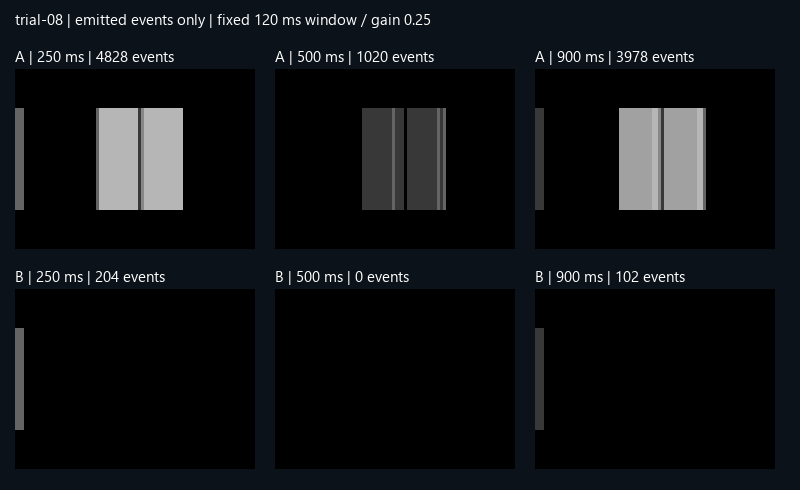 trial-08 | emitted events only | fixed 120 ms window / gain 0.25
A | 250 ms | 4828 events
A | 500 ms | 1020 events
A | 900 ms | 3978 events
B | 250 ms | 204 events
B | 500 ms | 0 events
B | 900 ms | 102 events